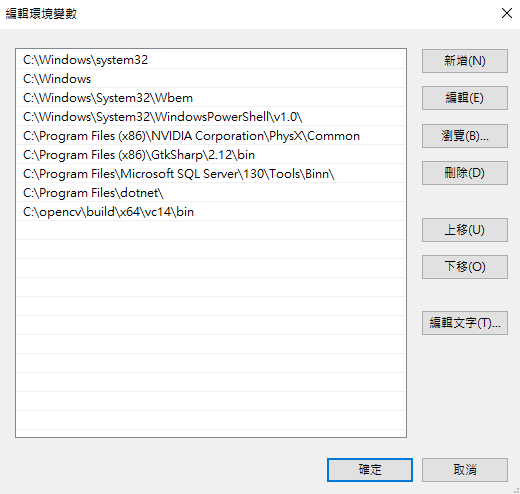 編輯環境變數
C:\Windows\system32
C:\Windows
C:\Windows\System32\Wbem
C:\Windows\System32\WindowsPowerShell\v1.0\
C:\Program Files (x86)\NVIDIA Corporation\PhysX\Common
C:\Program Files (x86)\GtkSharp\2.12\bin
C:\Program Files\Microsoft SQL Server\130\Tools\Binn\
C:\Program Files\dotnet\
C:\opencv\build\x64\vc14\bin
新增(N)
編輯(E)
瀏覽(B)...
刪除(D)
上移(U)
下移(O)
編輯文字(T)...
確定
取消